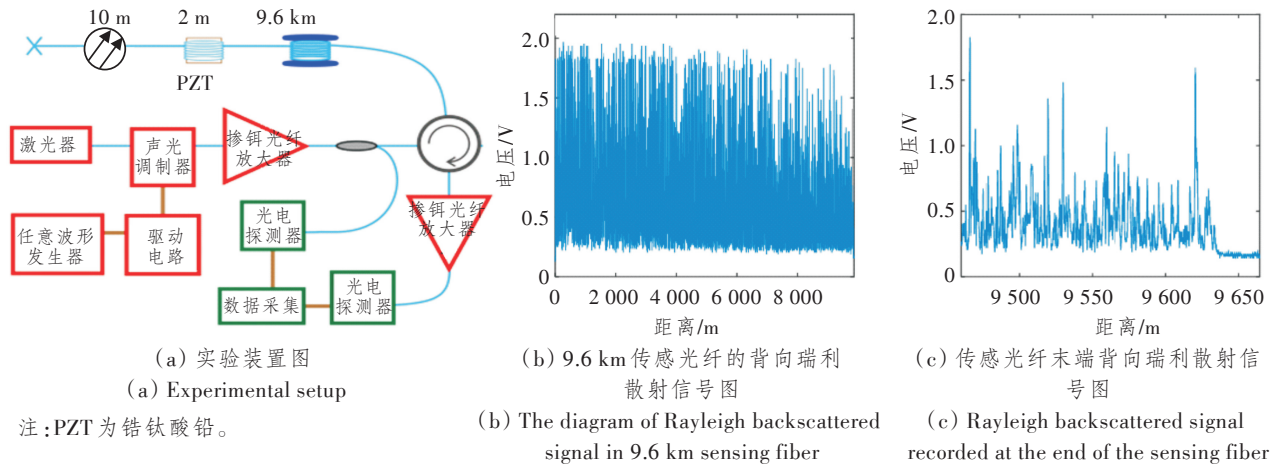 10 m
2 m
9.6 km
PZT
激光器
声光
调制器
掺铒光纤
放大器
掺铒光纤
放大器
任意波形
发生器
驱动
电路
光电
探测器
数据采集
光电
探测器
(a) 实验装置图
(a) Experimental setup
注:PZT 为锆钛酸铅。
电压/V
2.0
1.5
1.0
0.5
0
0
2 000
4 000
6 000
8 000
距离/m
(b) 9.6 km 传感光纤的背向瑞利
散射信号图
(b) The diagram of Rayleigh backscattered
signal in 9.6 km sensing fiber
电压/V
2.0
1.5
1.0
0.5
0
9 500
9 550
9 600
9 650
距离/m
(c) 传感光纤末端背向瑞利散射信
号图
(c) Rayleigh backscattered signal
recorded at the end of the sensing fiber